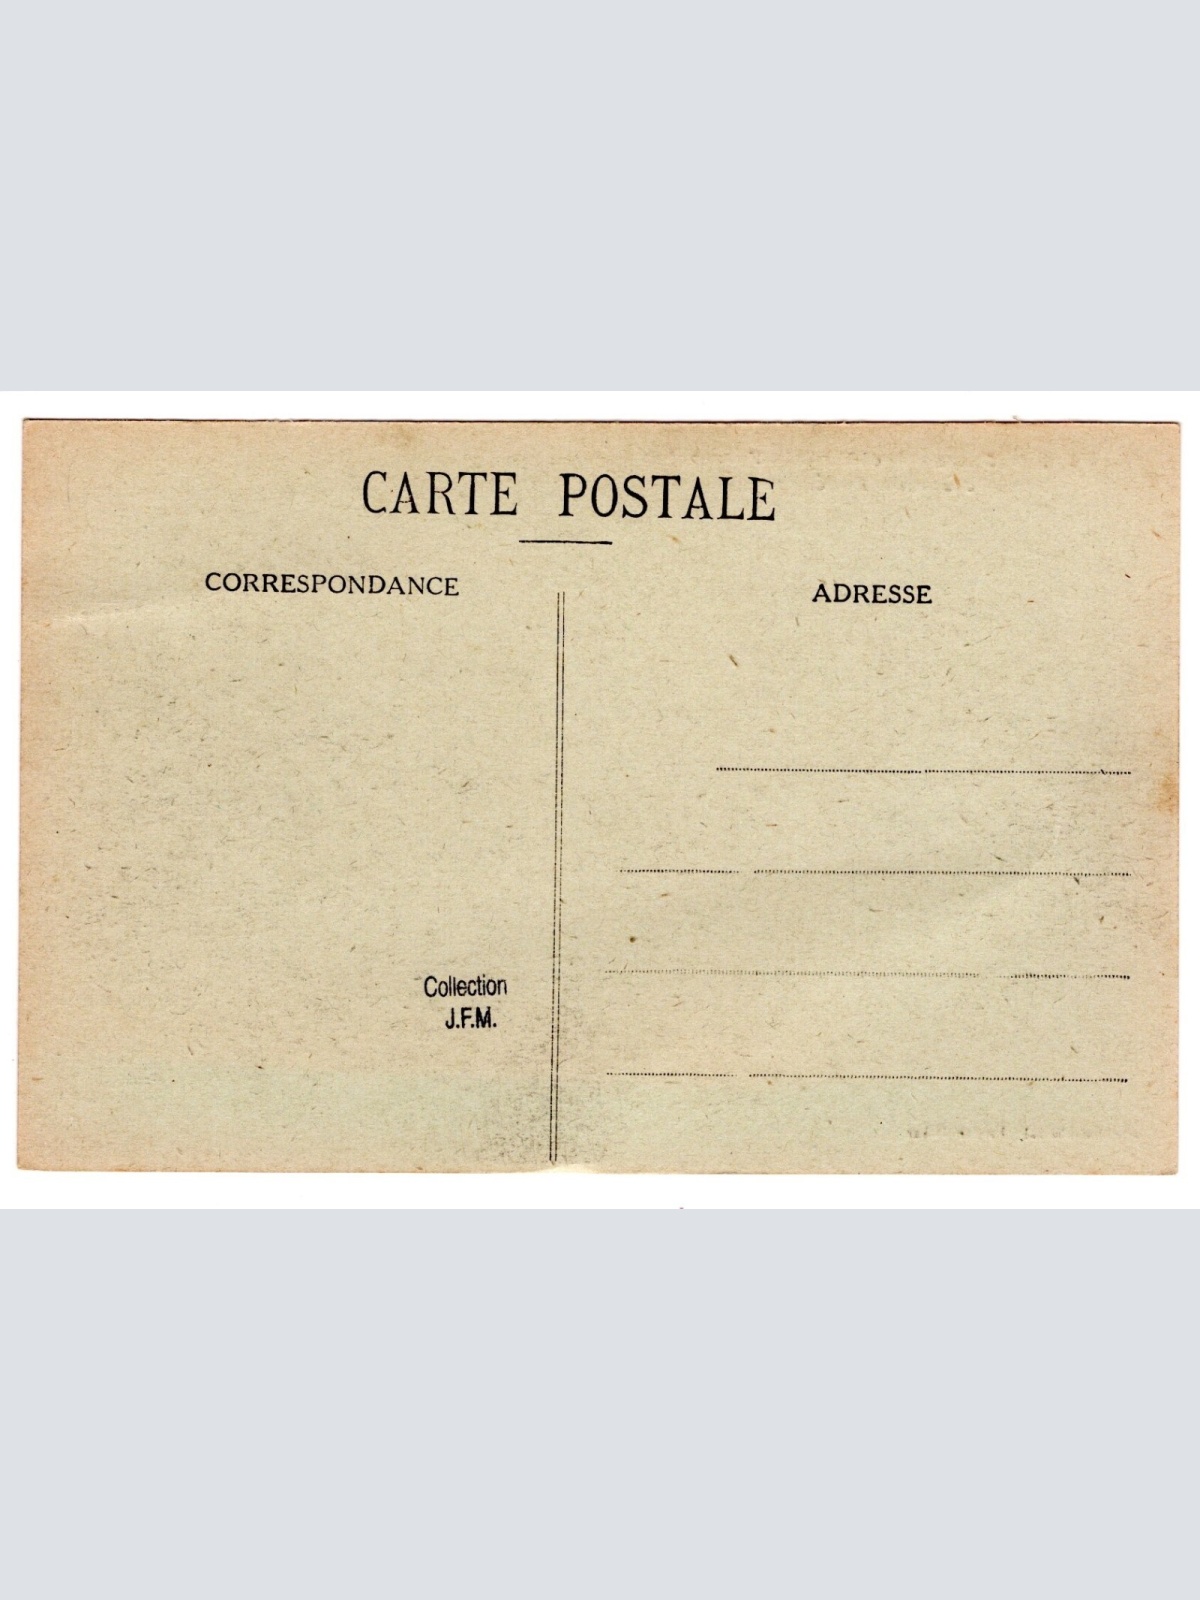 CARTE POSTALE
CORRESPONDANCE
ADRESSE
Collection
J.F.M.